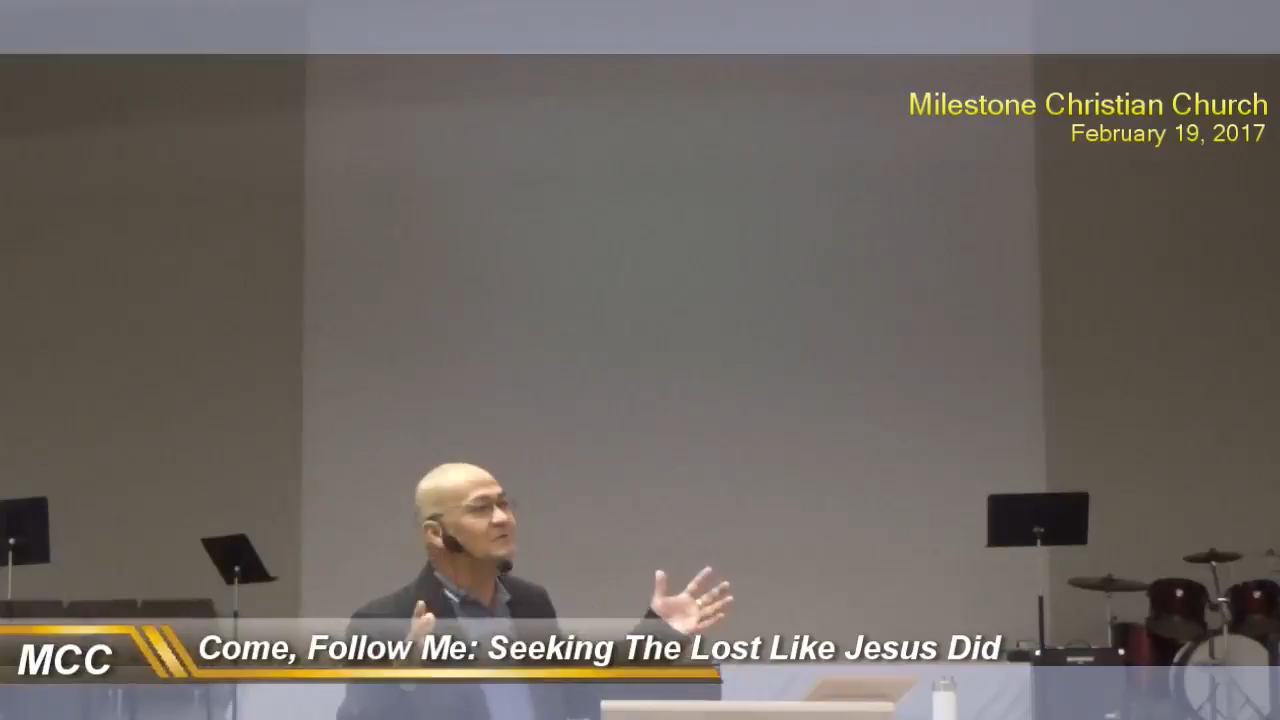 Milestone Christian Church
February 19, 2017
MCC
Come, Follow Me: Seeking The Lost Like Jesus Did